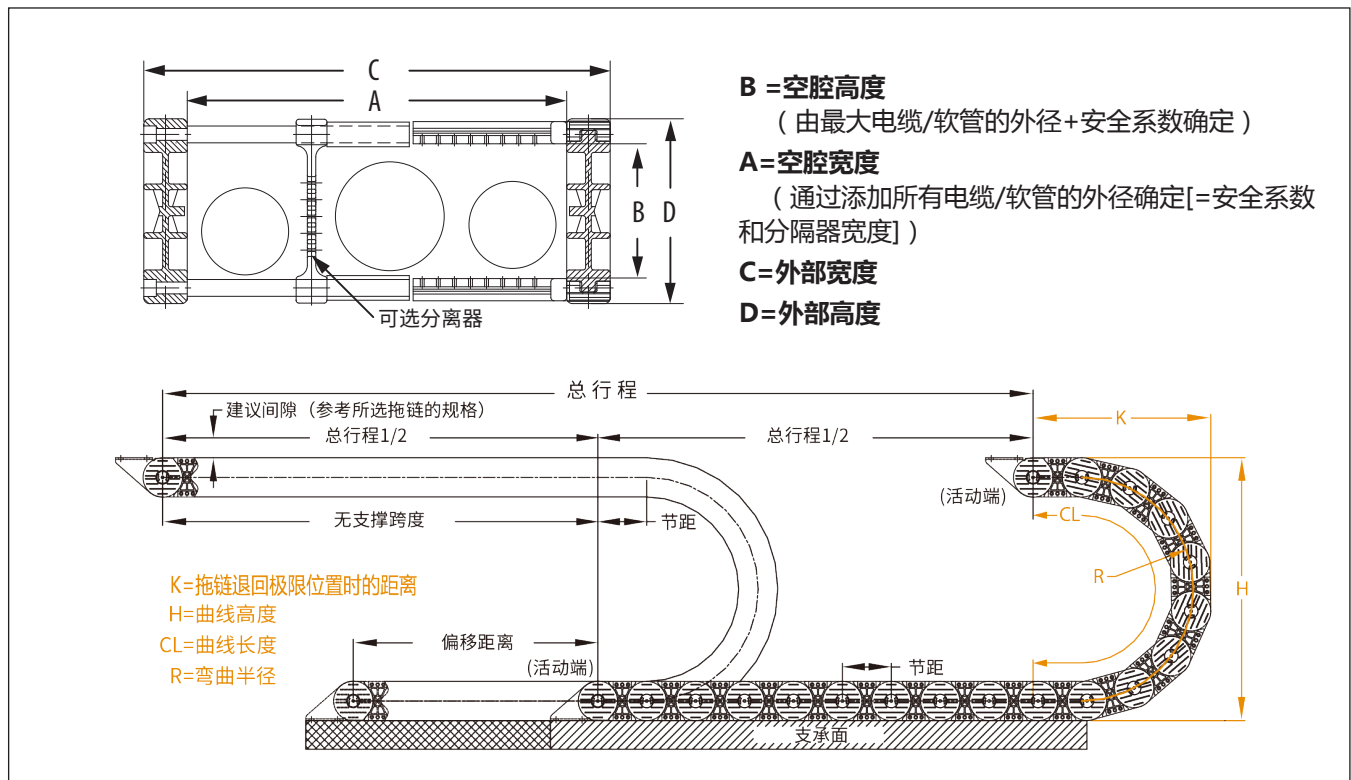 C
A
B
D
可选分离器
B =空腔高度
（ 由最大电缆/软管的外径+安全系数确定 ）
A=空腔宽度
（ 通过添加所有电缆/软管的外径确定[=安全系数
和分隔器宽度] ）
C=外部宽度
D=外部高度
总 行 程
建议间隙（参考所选拖链的规格）
总行程1/2
总行程1/2
K
(活动端)
无支撑跨度
节距
CL
R
H
K=拖链退回极限位置时的距离
H=曲线高度
CL=曲线长度
R=弯曲半径
偏移距离
(活动端)
节距
支承面